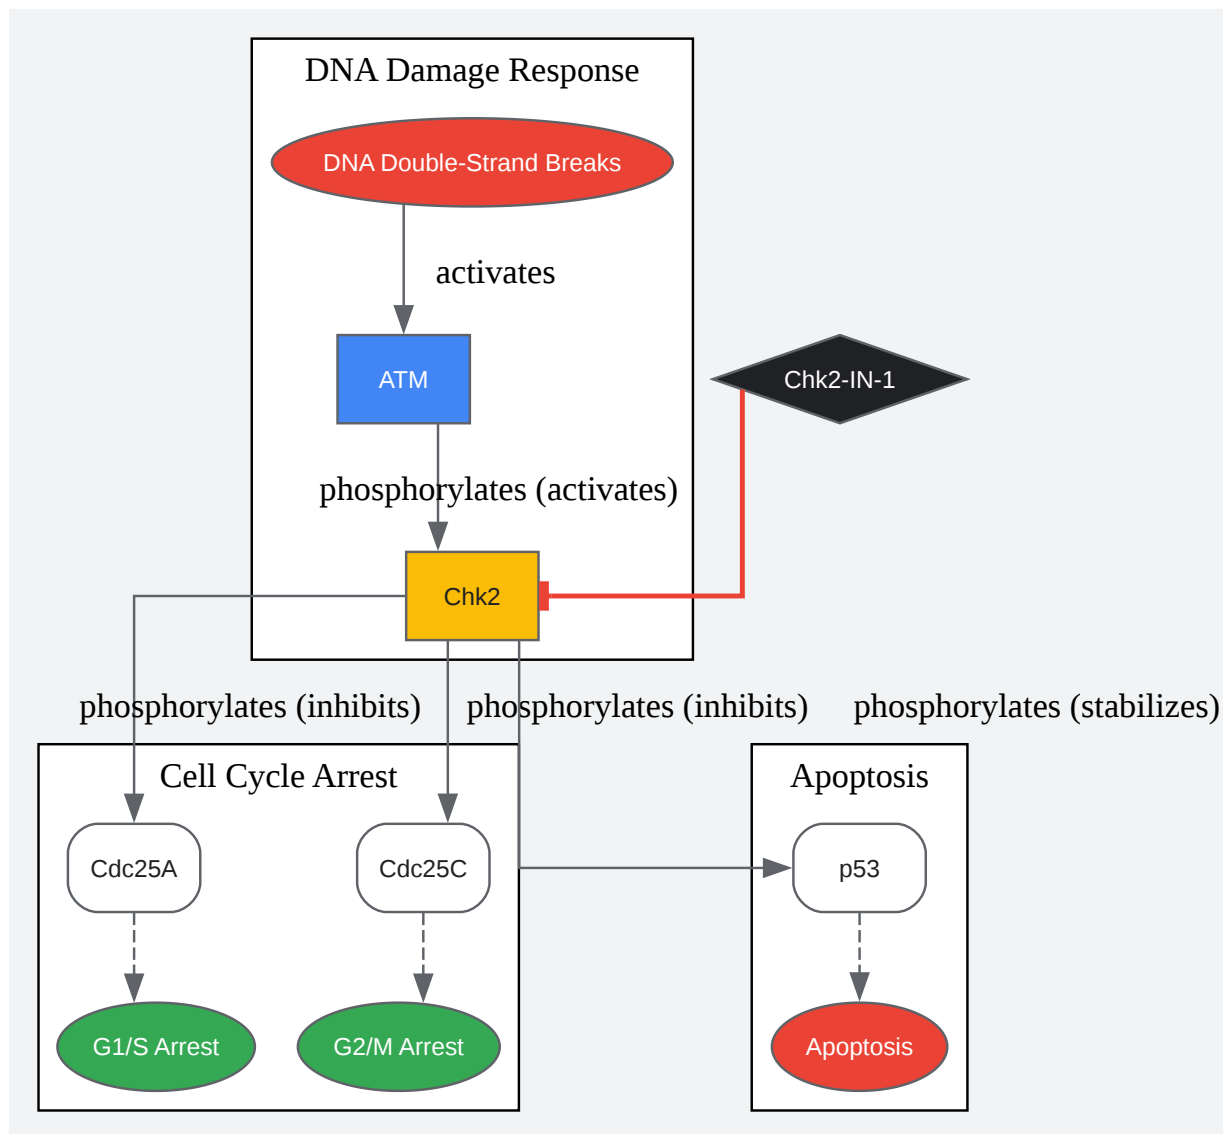 DNA Damage Response
DNA Double-Strand Breaks
activates
ATM
Chk2-IN-1
phosphorylates (activates)
Chk2
phosphorylates (inhibits)
phosphorylates (inhibits)
phosphorylates (stabilizes)
Cell Cycle Arrest
Apoptosis
Cdc25A
Cdc25C
p53
G1/S Arrest
G2/M Arrest
Apoptosis